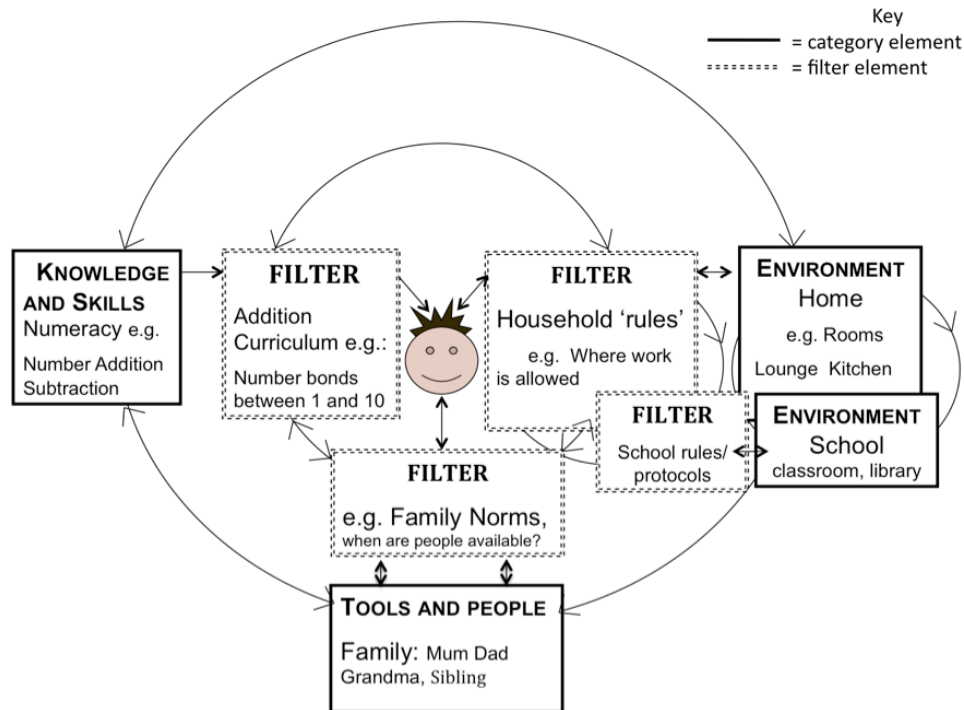 Key
= category element
= filter element
KNOWLEDGE
AND SKILLS
Numeracy e.g.
Number Addition
Subtraction
FILTER
Addition
Curriculum e.g.:
Number bonds
between 1 and 10
FILTER
Household ‘rules’
e.g. Where work
is allowed
ENVIRONMENT
Home
e.g. Rooms
Lounge Kitchen
FILTER
School rules/
protocols
ENVIRONMENT
School
classroom, library
FILTER
e.g. Family Norms,
when are people available?
TOOLS AND PEOPLE
Family: Mum Dad
Grandma, Sibling